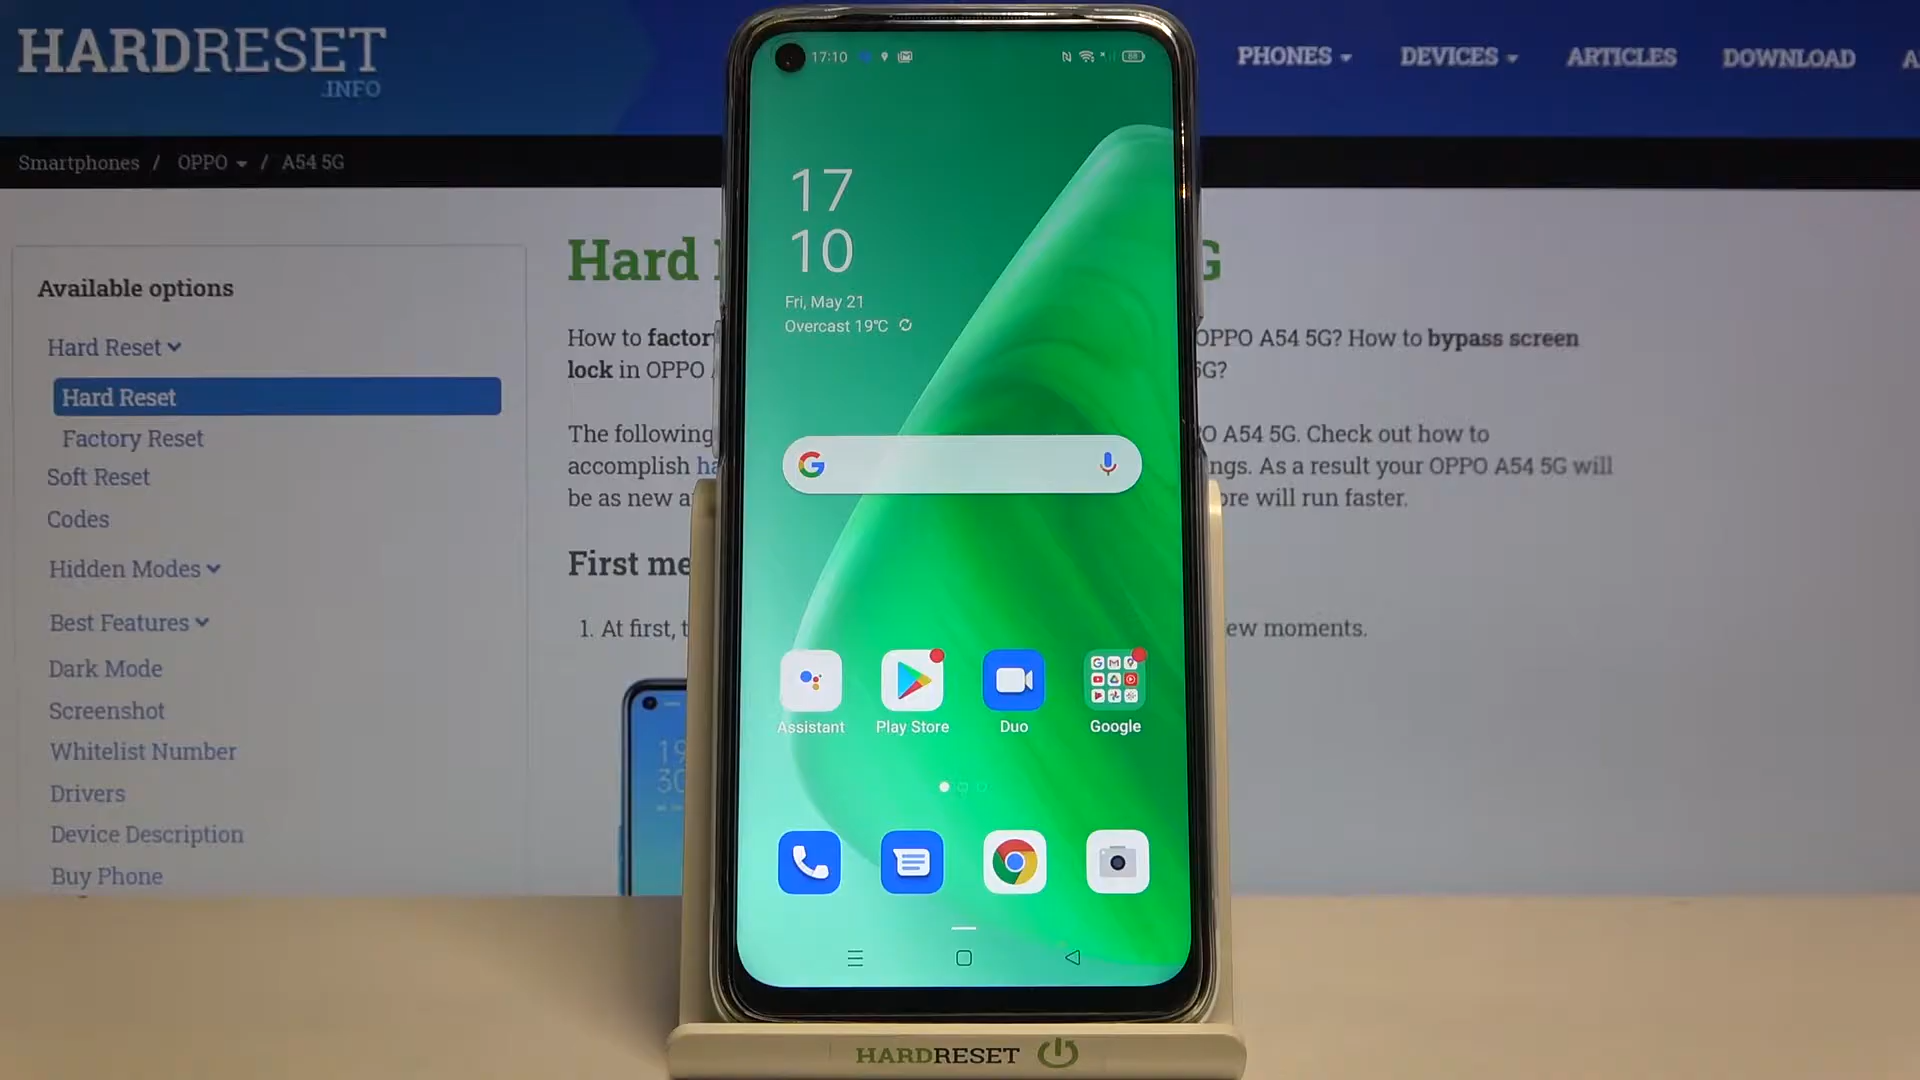 HARDRESET
.INFO
PHONES
DEVICES
ARTICLES
DOWNLOAD
A
Smartphones / OPPO / A54 5G
Available options
Hard Reset
Hard Reset
Factory Reset
Soft Reset
Codes
Hidden Modes
Best Features
Dark Mode
Screenshot
Whitelist Number
Drivers
Device Description
Buy Phone
Hard
G
How to factor
OPPO A54 5G? How to bypass screen
lock in OPPO
5G?
The following
O A54 5G. Check out how to
accomplish ha
ngs. As a result your OPPO A54 5G will
be as new a
ore will run faster.
First me
1. At first, t
ew moments.
19
30
17:10
88
17
10
Fri, May 21
Overcast 19°C
G
Assistant
Play Store
Duo
Google
HARDRESET